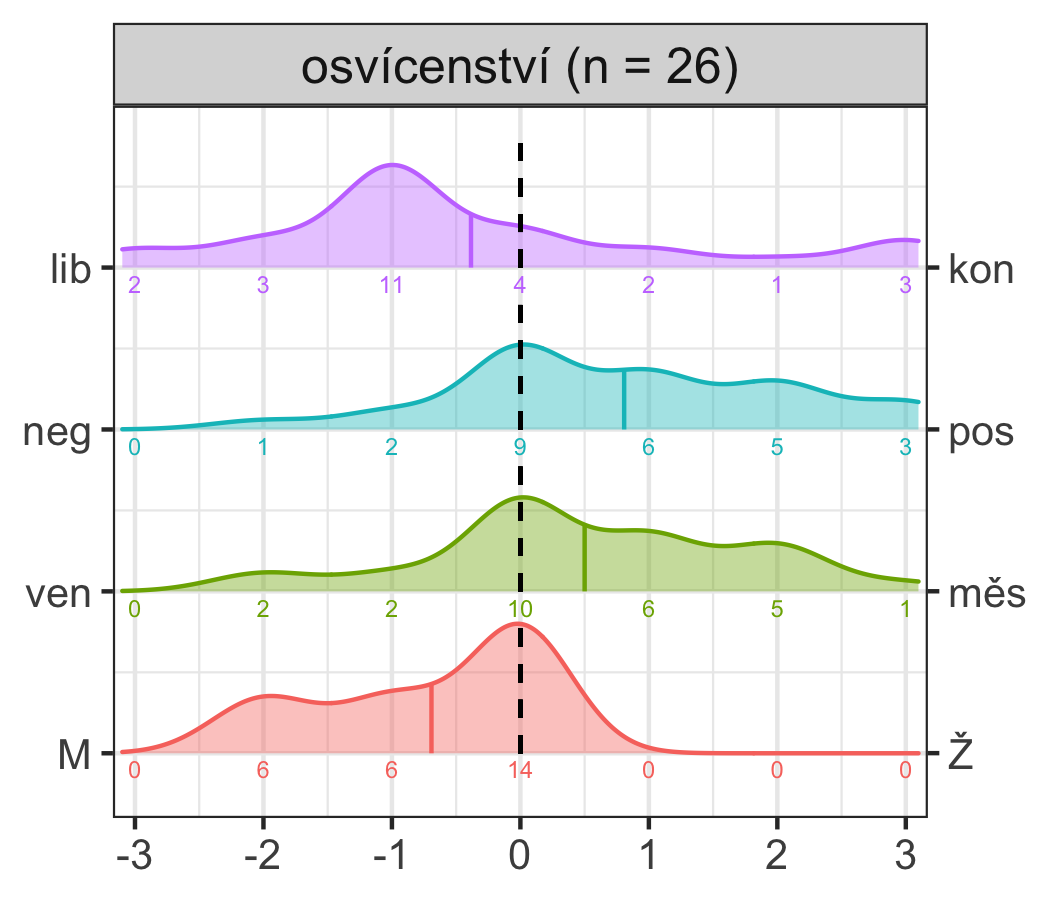 osvícenství (n = 26)
lib kon
2 3 11 4 2 1 3
neg pos
0 1 2 9 6 5 3
ven měs
0 2 2 10 6 5 1
M Ž
0 6 6 14 0 0 0
-3 -2 -1 0 1 2 3